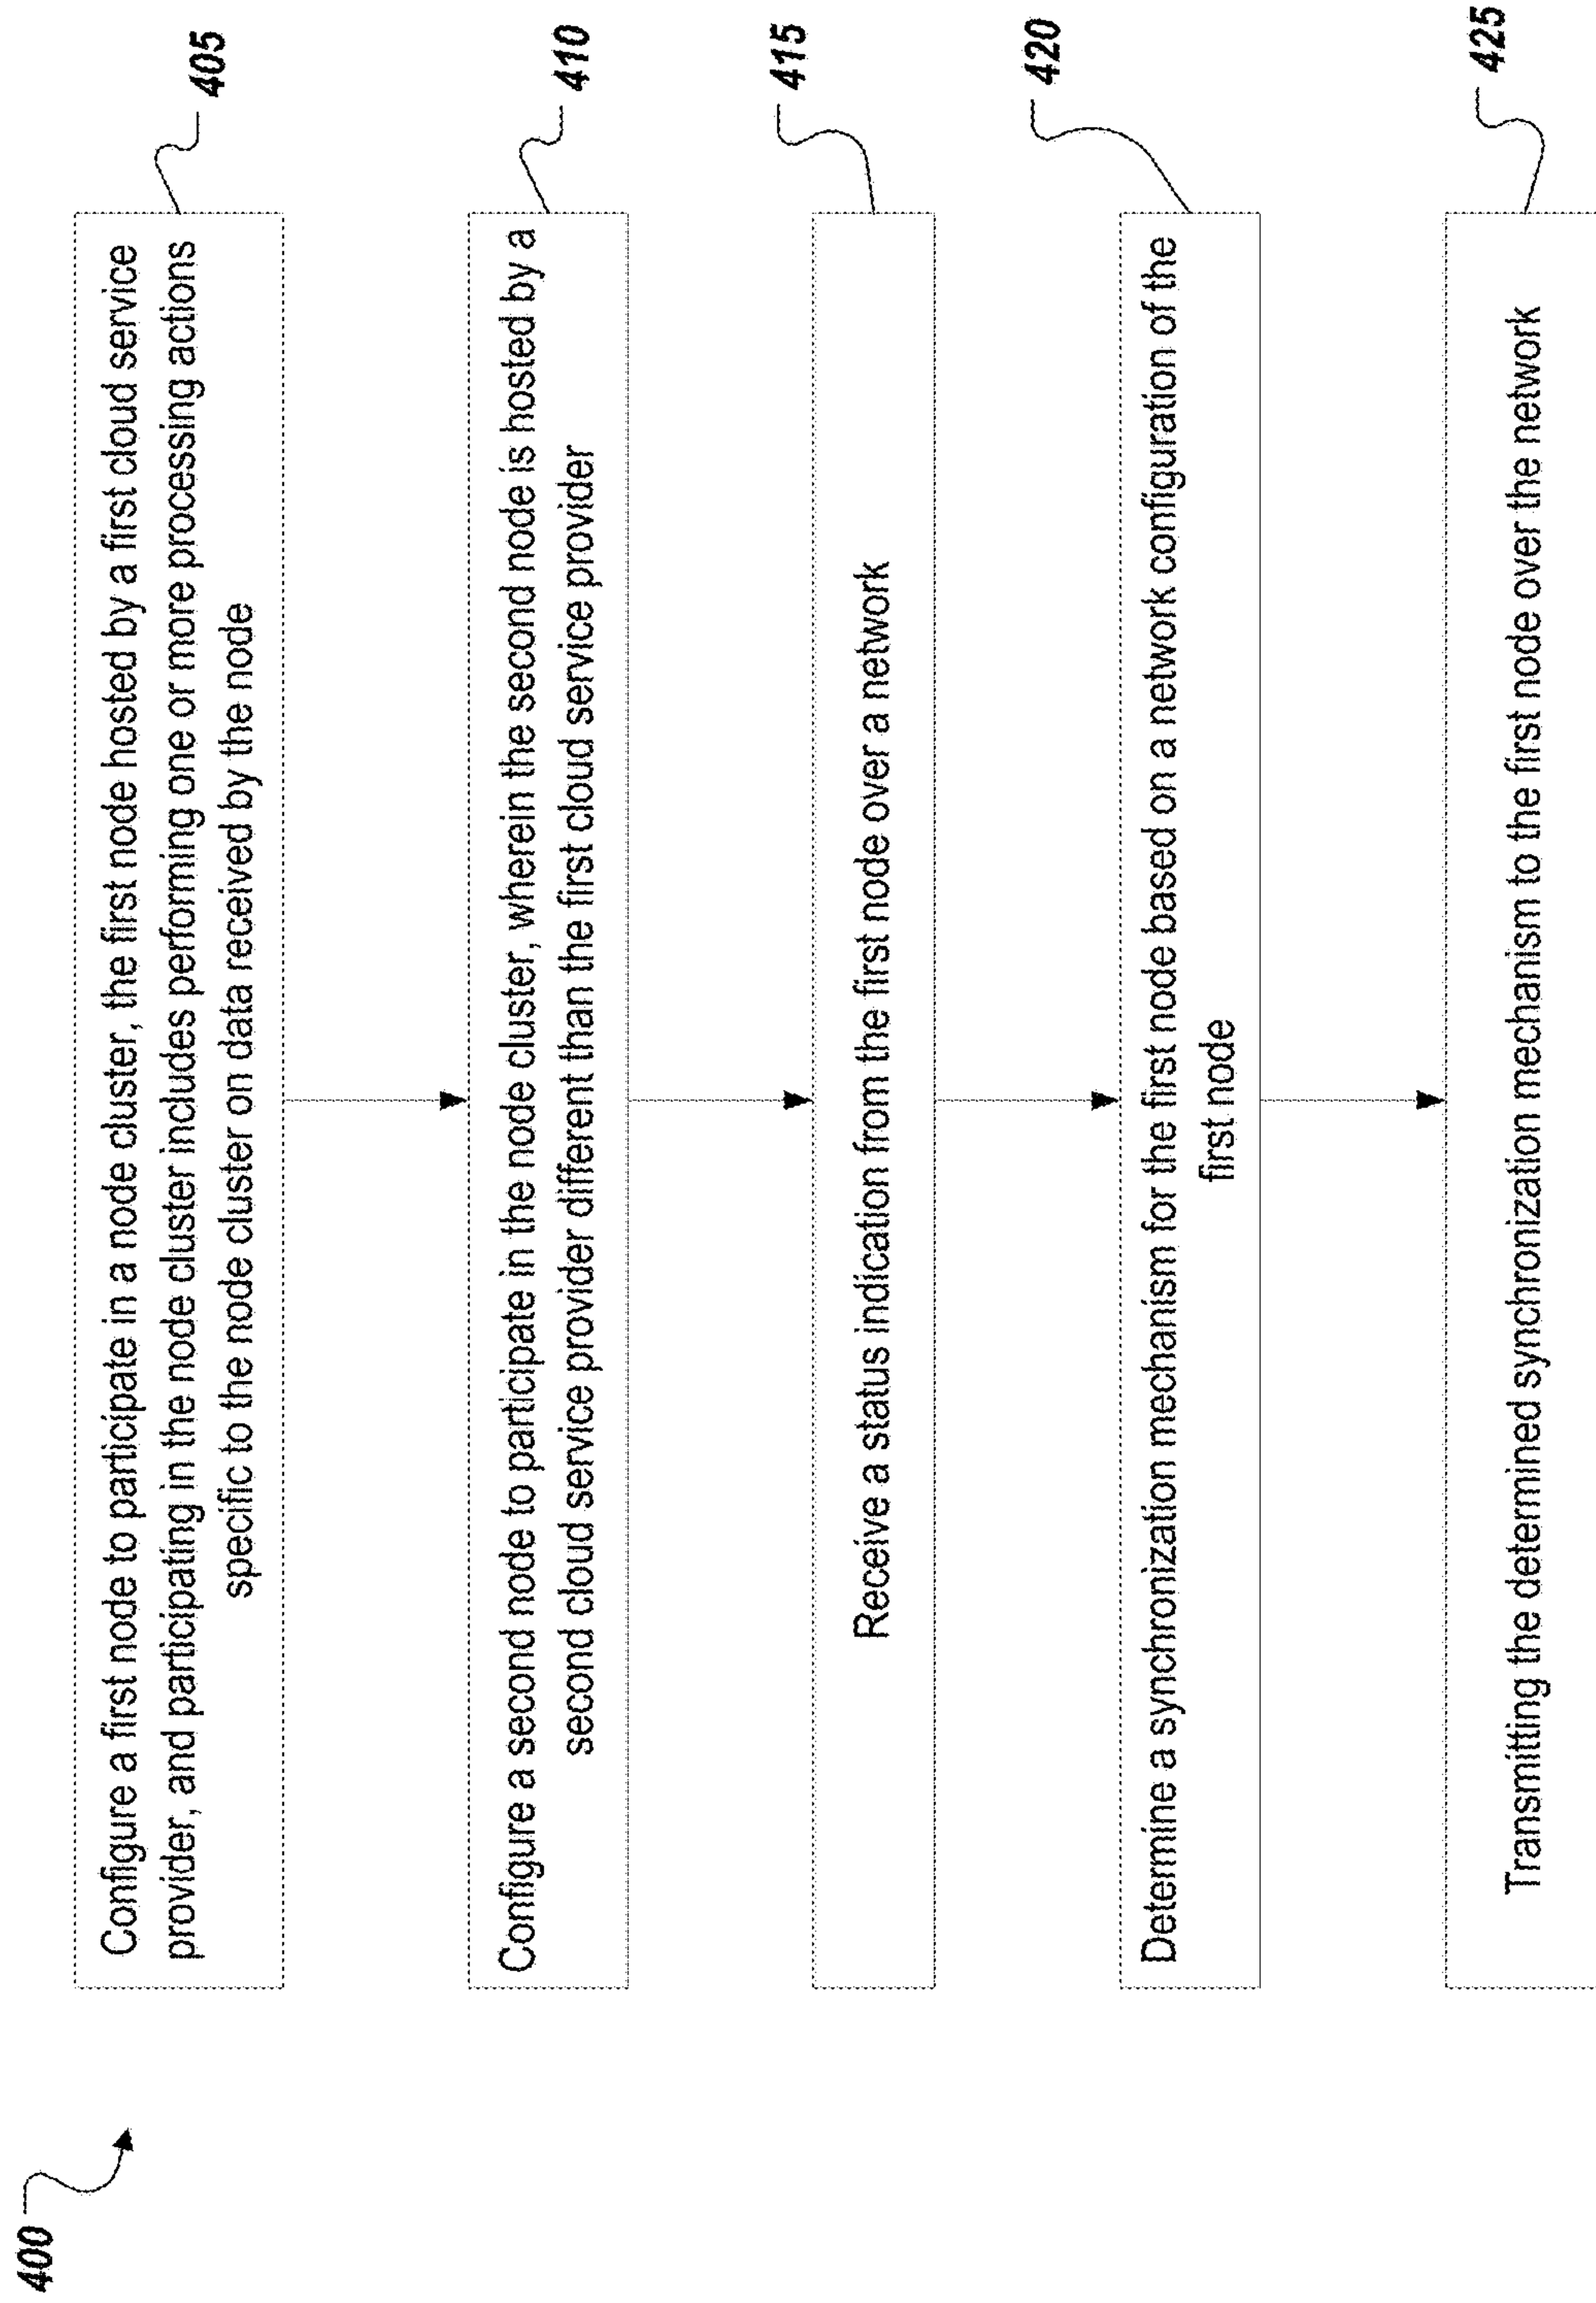 400
Configure a first node to participate in a node cluster, the first node hosted by a first cloud service
provider, and participating in the node cluster includes performing one or more processing actions
specific to the node cluster on data received by the node
405
Configure a second node to participate in the node cluster, wherein the second node is hosted by a
second cloud service provider different than the first cloud service provider
410
Receive a status indication from the first node over a network
415
Determine a synchronization mechanism for the first node based on a network configuration of the
first node
420
Transmitting the determined synchronization mechanism to the first node over the network
425